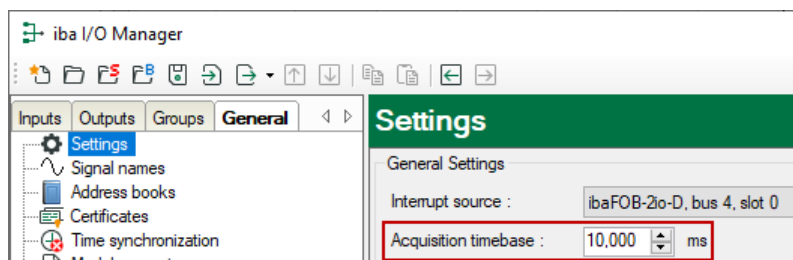 iba I/O Manager
Inputs Outputs Groups General
Settings
Signal names
Address books
Certificates
Time synchronization
Settings
General Settings
Interrupt source : ibaFOB-2io-D, bus 4, slot 0
Acquisition timebase : 10,000 ms